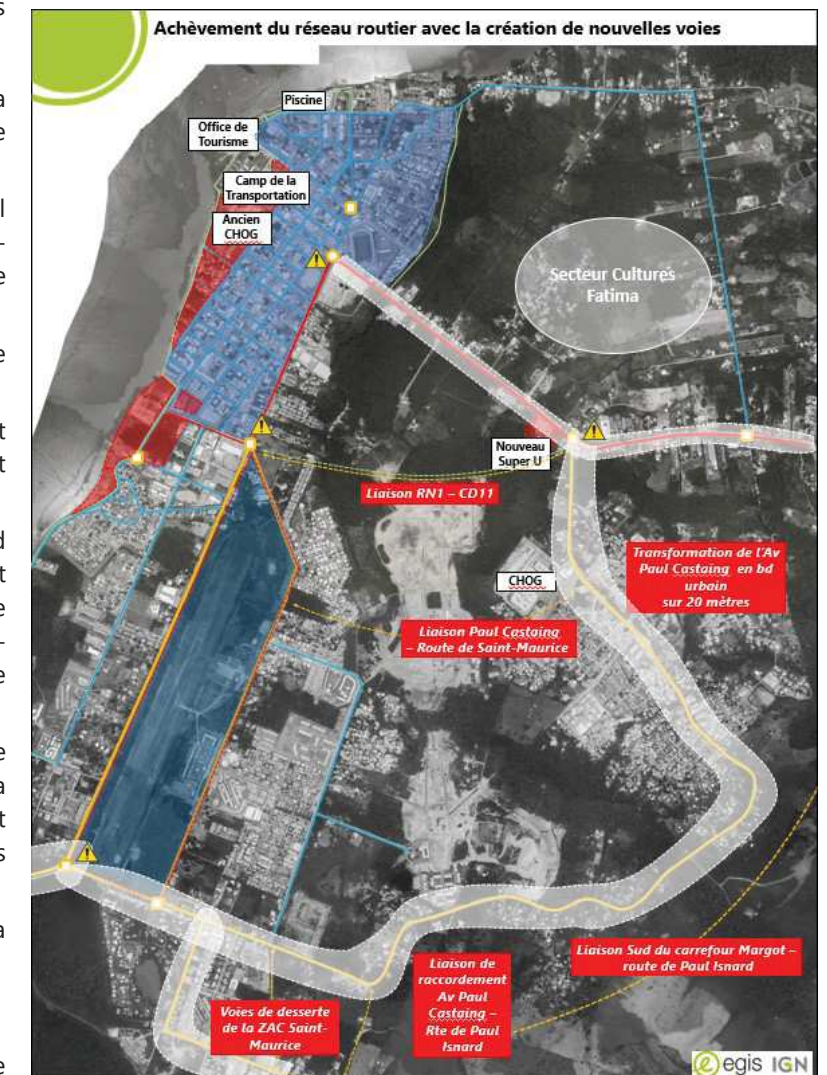 Achèvement du réseau routier avec la création de nouvelles voies
Piscine
Office de
Tourisme
Camp de la
Transportation
Ancien
CHOG
Secteur Cultures
Fatima
Nouveau
Super U
Liaison RN1 – CD11
CHOG
Transformation de l'Av
Paul Castaing en bd
urbain
sur 20 mètres
Liaison Paul Castaing
– Route de Saint-Maurice
Liaison Sud du carrefour Margot –
route de Paul Isnard
Liaison de
raccordement
Av Paul
Castaing –
Rte de Paul
Isnard
Voies de desserte
de la ZAC Saint-
Maurice
egis IGN